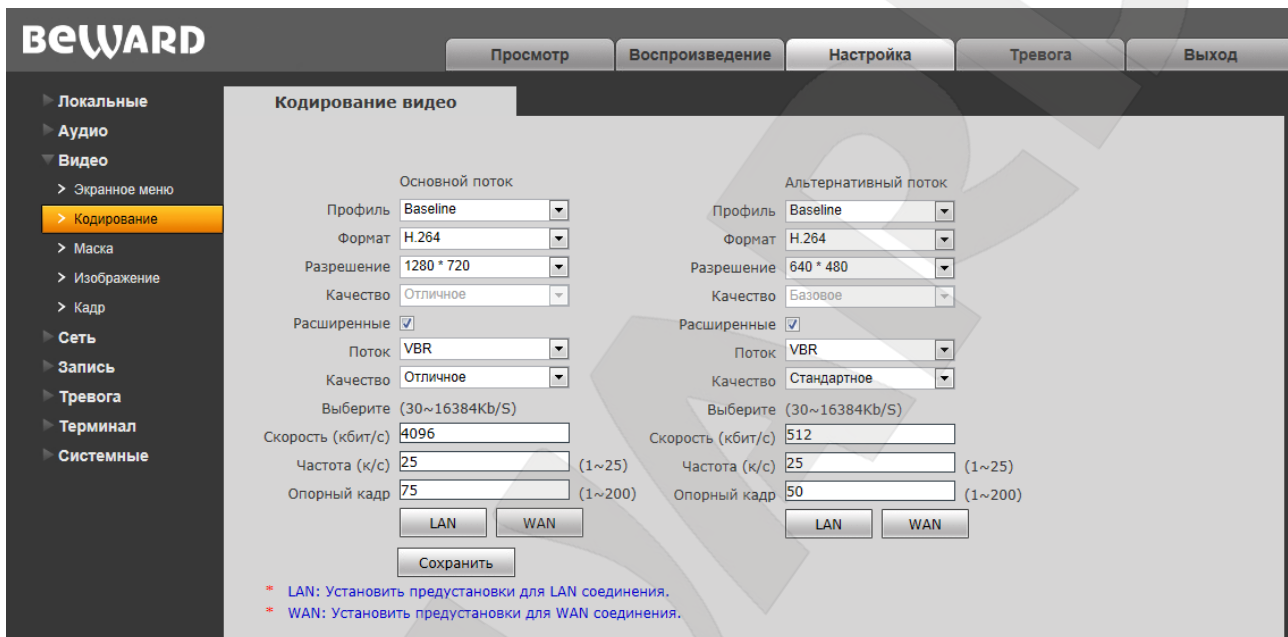 BEWARD
Просмотр Воспроизведение Настройка Тревога Выход
Локальные
Аудио
Видео
Экранное меню
Кодирование
Маска
Изображение
Кадр
Сеть
Запись
Тревога
Терминал
Системные
Кодирование видео
Основной поток
Профиль Baseline
Формат H.264
Разрешение 1280 * 720
Качество Отличное
Расширенные
Поток VBR
Качество Отличное
Выберите (30~16384Kb/S)
Скорость (кбит/с) 4096
Частота (к/с) 25 (1~25)
Опорный кадр 75 (1~200)
LAN WAN
Альтернативный поток
Профиль Baseline
Формат H.264
Разрешение 640 * 480
Качество Базовое
Расширенные
Поток VBR
Качество Стандартное
Выберите (30~16384Kb/S)
Скорость (кбит/с) 512
Частота (к/с) 25 (1~25)
Опорный кадр 50 (1~200)
LAN WAN
Сохранить
* LAN: Установить предустановки для LAN соединения.
* WAN: Установить предустановки для WAN соединения.